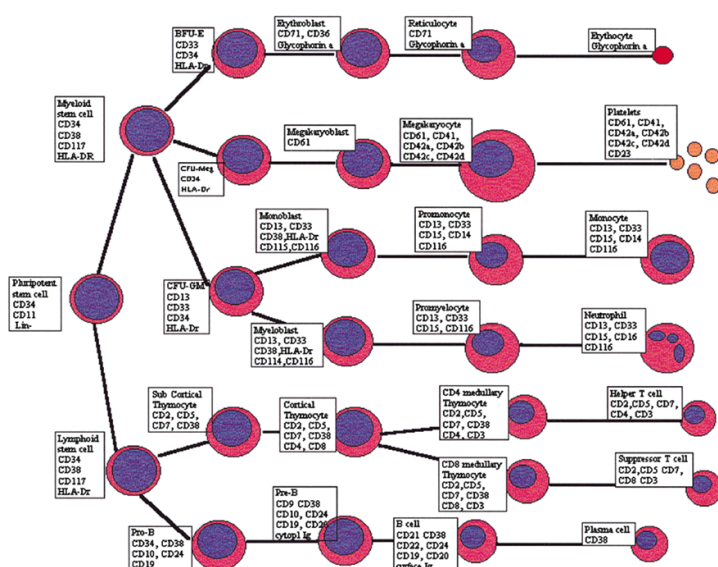 BFU-E
CD33
CD34
HLA-Dr
Erythroblast
CD71, CD36
Glycophorin a
Reticulocyte
CD71
Glycophorin a
Erythocyte
Glycophorin a
Myeloid
stem cell
CD34
CD38
CD117
HLA-DR
CFU-Meg
CD34
HLA-Dr
Megakaryoblast
CD61
Megakaryocyte
CD61, CD41,
CD42a, CD42b
CD42c, CD42d
Platelets
CD61, CD41,
CD42a, CD42b
CD42c, CD42d
CD23
Monoblast
CD13, CD33
CD38,HLA-Dr
CD115,CD116
Promonocyte
CD13, CD33
CD15, CD14
CD116
Monocyte
CD13, CD33
CD15, CD14
CD116
Pluripotent
stem cell
CD34
CD11
Lin-
CFU-GM
CD13
CD33
CD34
HLA-Dr
Myeloblast
CD13, CD33
CD38,HLA-Dr
CD114,CD116
Promyelocyte
CD13, CD33
CD15, CD116
Neutrophil
CD13, CD33
CD15, CD16
CD116
Sub Cortical
Thymocyte
CD2, CD5,
CD7, CD38
Cortical
Thymocyte
CD2, CD5,
CD7, CD38
CD4, CD8
CD4 medullary
Thymocyte
CD2,CD5,
CD7, CD38
CD4, CD3
Helper T cell
CD2,CD5, CD7,
CD4, CD3
Lymphoid
stem cell
CD34
CD38
CD117
HLA-Dr
CD8 medullary
Thymocyte
CD2,CD5,
CD7, CD38
CD8, CD3
Suppressor T cell
CD2,CD5 CD7,
CD8 CD3
Pro-B
CD34, CD38
CD10, CD24
CD19
Pre-B
CD9 CD38
CD10, CD24
CD19, CD20
cytopl Ig
B cell
CD21 CD38
CD22, CD24
CD19, CD20
surface Ig
Plasma cell
CD38